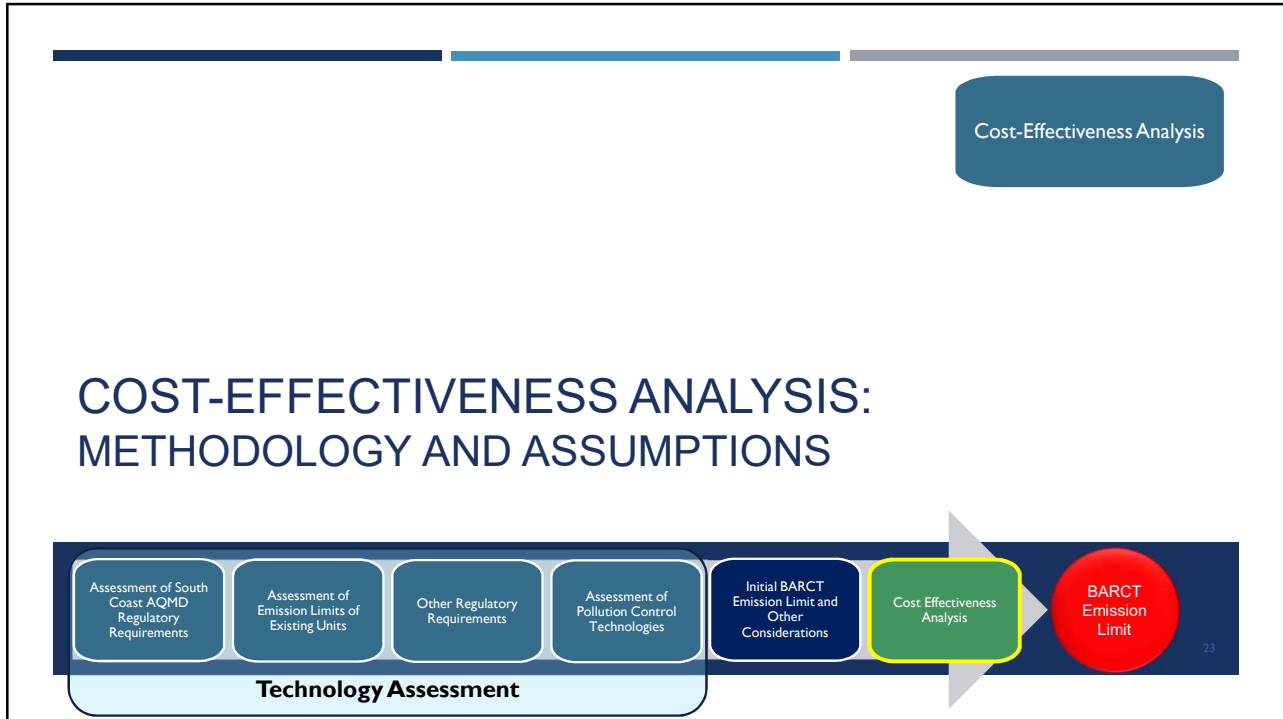 Cost-Effectiveness Analysis
COST-EFFECTIVENESS ANALYSIS:
METHODOLOGY AND ASSUMPTIONS
Assessment of South
Coast AQMD
Regulatory
Requirements
Assessment of
Emission Limits of
Existing Units
Other Regulatory
Requirements
Assessment of
Pollution Control
Technologies
Initial BARCT
Emission Limit and
Other
Considerations
Cost Effectiveness
Analysis
BARCT
Emission
Limit
23
Technology Assessment